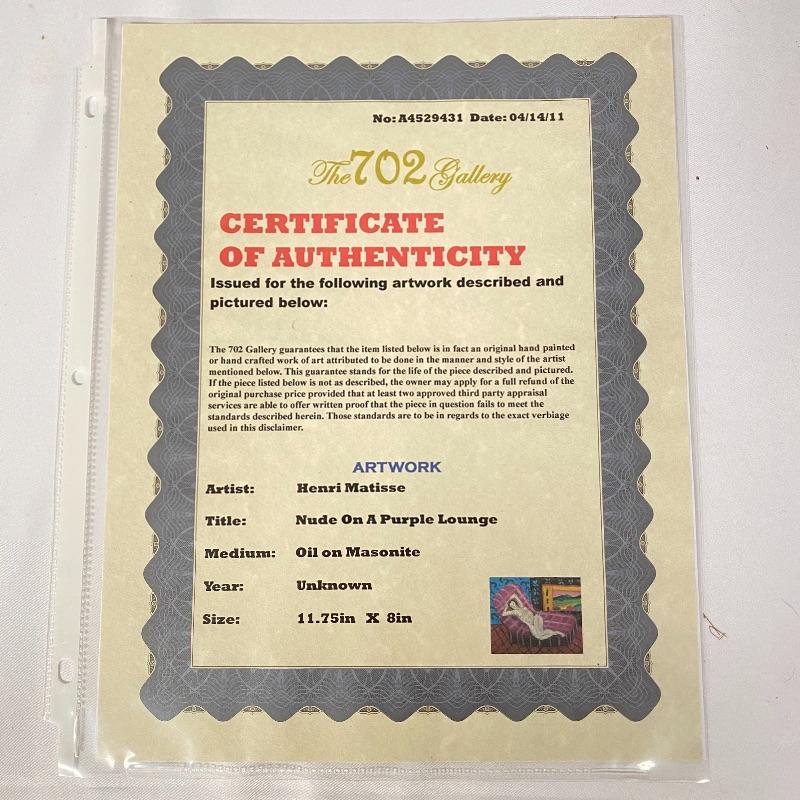 No: A4529431 Date: 04/14/11
The 702 Gallery
CERTIFICATE
OF AUTHENTICITY
Issued for the following artwork described and
pictured below:
The 702 Gallery guarantees that the item listed below is in fact an original hand painted
or hand crafted work of art attributed to be done in the manner and style of the artist
mentioned below. This guarantee stands for the life of the piece described and pictured.
If the piece listed below is not as described, the owner may apply for a full refund of the
original purchase price provided that at least two approved third party appraisal
services are able to offer written proof that the piece in question fails to meet the
standards described herein. Those standards are to be in regards to the exact verbiage
used in this disclaimer.
ARTWORK
Artist: Henri Matisse
Title: Nude On A Purple Lounge
Medium: Oil on Masonite
Year: Unknown
Size: 11.75in X 8in